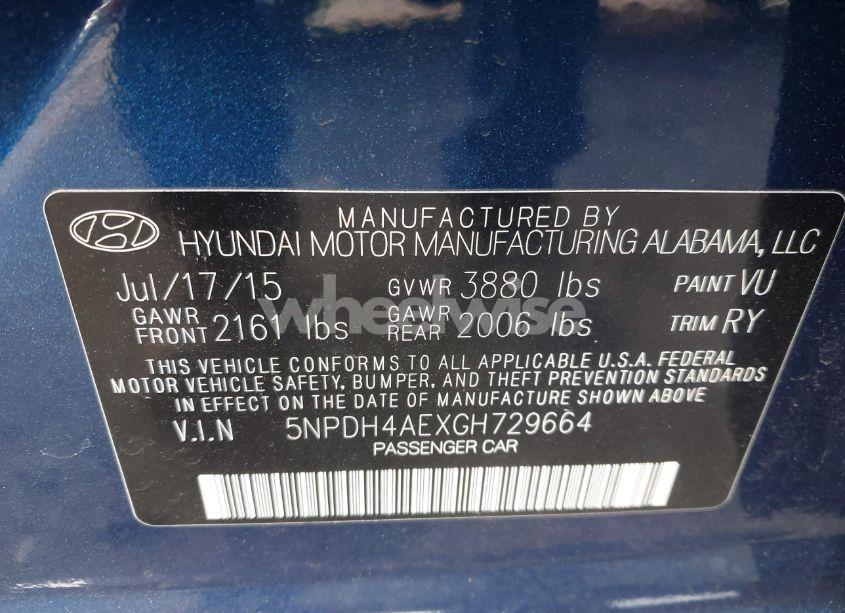 MANUFACTURED BY
HYUNDAI MOTOR MANUFACTURING ALABAMA, LLC
Jul/17/15 GVWR 3880 lbs PAINT VU
GAWR FRONT 2161 lbs GAWR REAR 2006 lbs TRIM RY
wheelwise
THIS VEHICLE CONFORMS TO ALL APPLICABLE U.S.A. FEDERAL
MOTOR VEHICLE SAFETY, BUMPER, AND THEFT PREVENTION STANDARDS
IN EFFECT ON THE DATE OF MANUFACTURE SHOWN ABOVE
V.I.N 5NPDH4AEXGH729664
PASSENGER CAR